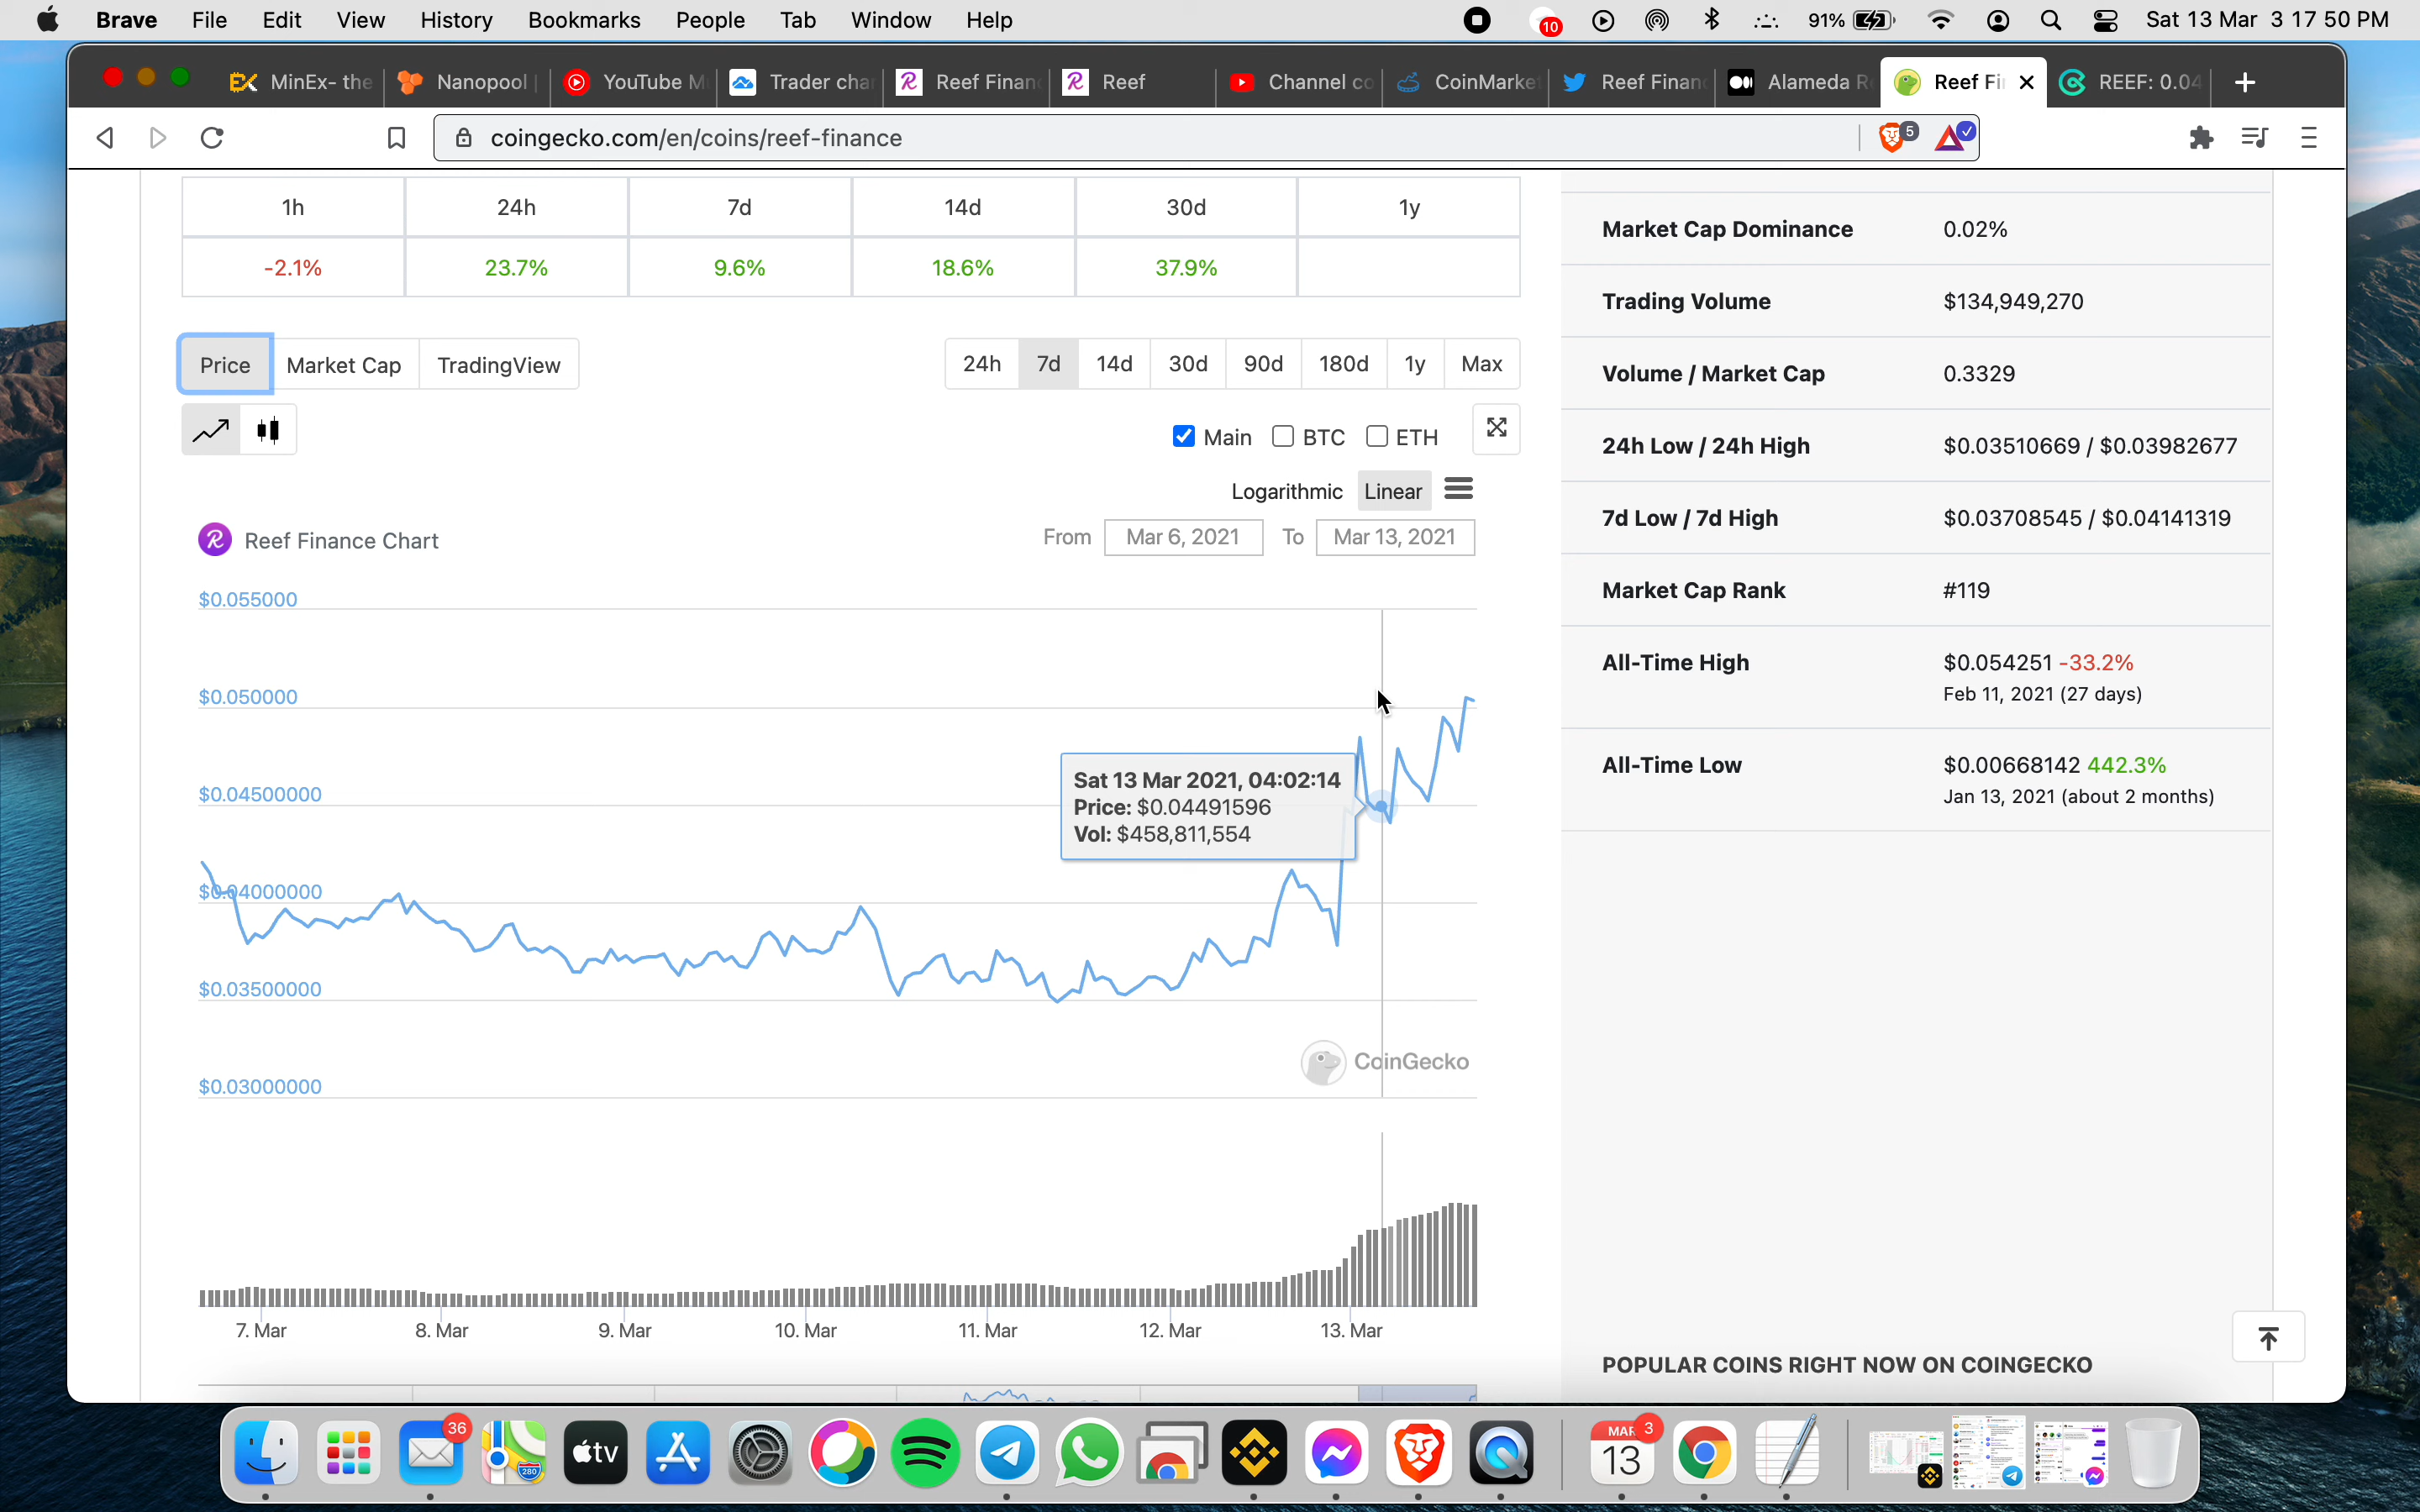 Brave File Edit View History Bookmarks People Tab Window Help 10 91% Sat 13 Mar 3 17 50 PM
MinEx- the Nanopool | YouTube M Trader cha Reef Finan Reef Channel co CoinMarke Reef Finan Alameda R Reef Fi REEF: 0.04
coingecko.com/en/coins/reef-finance 5
1h 24h 7d 14d 30d 1y
-2.1% 23.7% 9.6% 18.6% 37.9%
Price Market Cap TradingView
24h 7d 14d 30d 90d 180d 1y Max
Main BTC ETH
Logarithmic Linear
Reef Finance Chart
From Mar 6, 2021 To Mar 13, 2021
$0.055000
$0.050000
$0.04500000
$0.04000000
$0.03500000
$0.03000000
Sat 13 Mar 2021, 04:02:14
Price: $0.04491596
Vol: $458,811,554
CoinGecko
7. Mar 8. Mar 9. Mar 10. Mar 11. Mar 12. Mar 13. Mar
Market Cap Dominance 0.02%
Trading Volume $134,949,270
Volume / Market Cap 0.3329
24h Low / 24h High $0.03510669 / $0.03982677
7d Low / 7d High $0.03708545 / $0.04141319
Market Cap Rank #119
All-Time High $0.054251 -33.2%
Feb 11, 2021 (27 days)
All-Time Low $0.00668142 442.3%
Jan 13, 2021 (about 2 months)
POPULAR COINS RIGHT NOW ON COINGECKO
36
280
tv
MAR 3
13